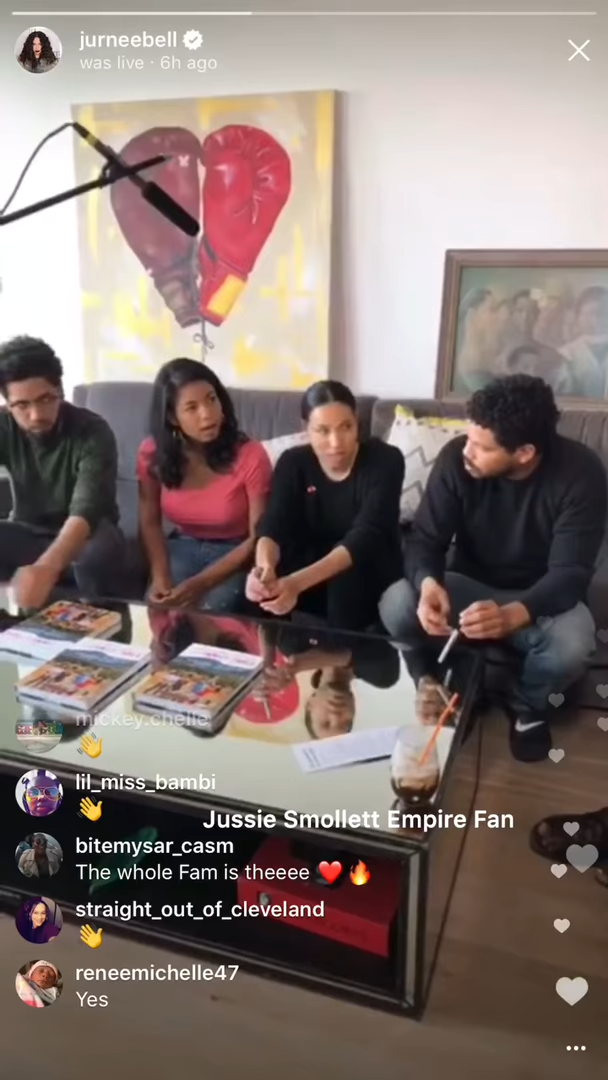 jurneebell
was live · 6h ago
mickey.chelle
👋
lil_miss_bambi
👋
Jussie Smollett Empire Fan
bitemysar_casm
The whole Fam is theeee ❤️🔥
straight_out_of_cleveland
👋
reneemichelle47
Yes